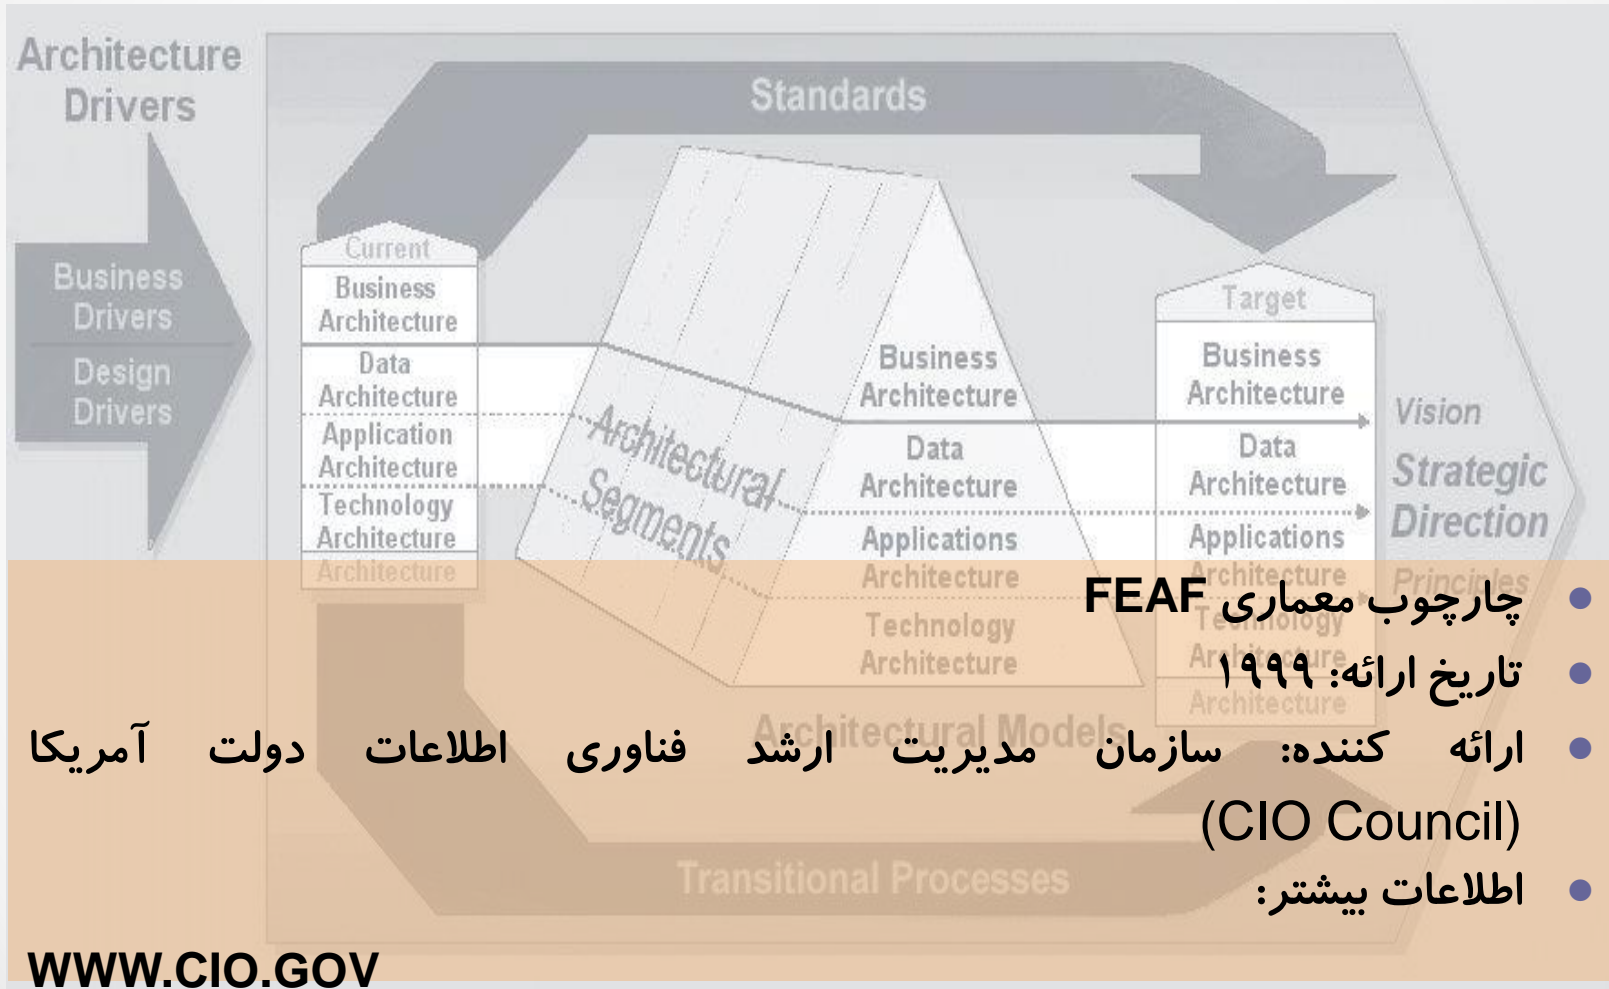 Architecture
Drivers
Business
Drivers
Design
Drivers
Standards
Current
Business
Architecture
Data
Architecture
Application
Architecture
Technology
Architecture
Architecture
Architectural
Segments
Business
Architecture
Data
Architecture
Applications
Architecture
Technology
Architecture
Architectural Models
Target
Business
Architecture
Data
Architecture
Applications
Architecture
Technology
Architecture
Architecture
Vision
Strategic
Direction
Principles
Transitional Processes
چارچوب معماری FEAF
تاریخ ارائه: ۱۹۹۹
ارائه کننده: سازمان مدیریت ارشد فناوری اطلاعات دولت آمریکا
(CIO Council)
اطلاعات بیشتر:
WWW.CIO.GOV